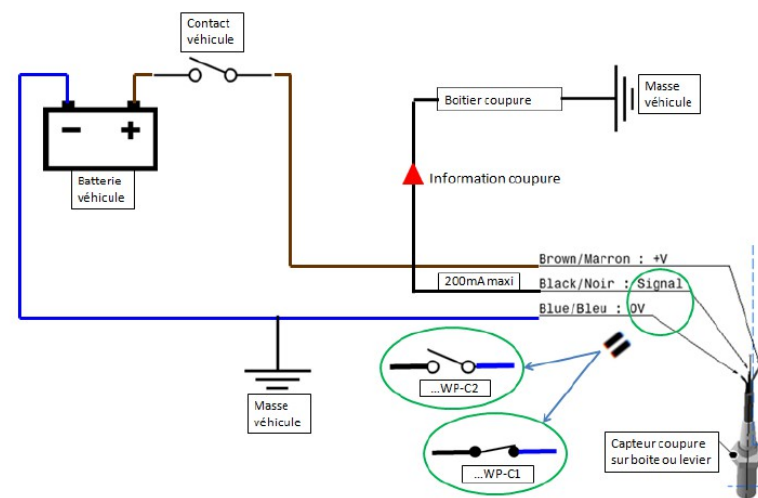 Contact
véhicule
Boitier coupure
Masse
véhicule
Batterie
véhicule
Information coupure
Brown/Marron : +V
200mA maxi
Black/Noir : Signal
Blue/Bleu : 0V
...WP-C2
Masse
véhicule
...WP-C1
Capteur coupure
sur boite ou levier